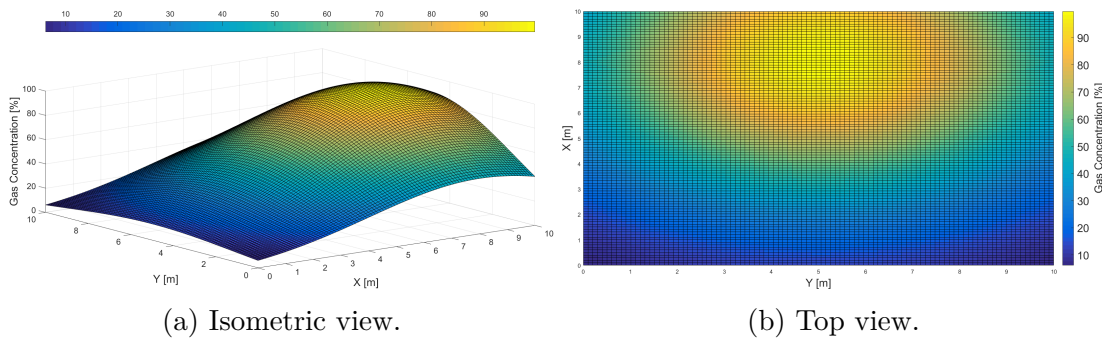 10 20 30 40 50 60 70 80 90
Gas Concentration [%]
100
80
60
40
20
0
10
8
6
4
2
0
Y [m]
0 1 2 3 4 5 6 7 8 9 10
X [m]
(a) Isometric view.
X [m]
10
9
8
7
6
5
4
3
2
1
0
0 1 2 3 4 5 6 7 8 9 10
Y [m]
90
80
70
60
50
40
30
20
10
Gas Concentration [%]
(b) Top view.